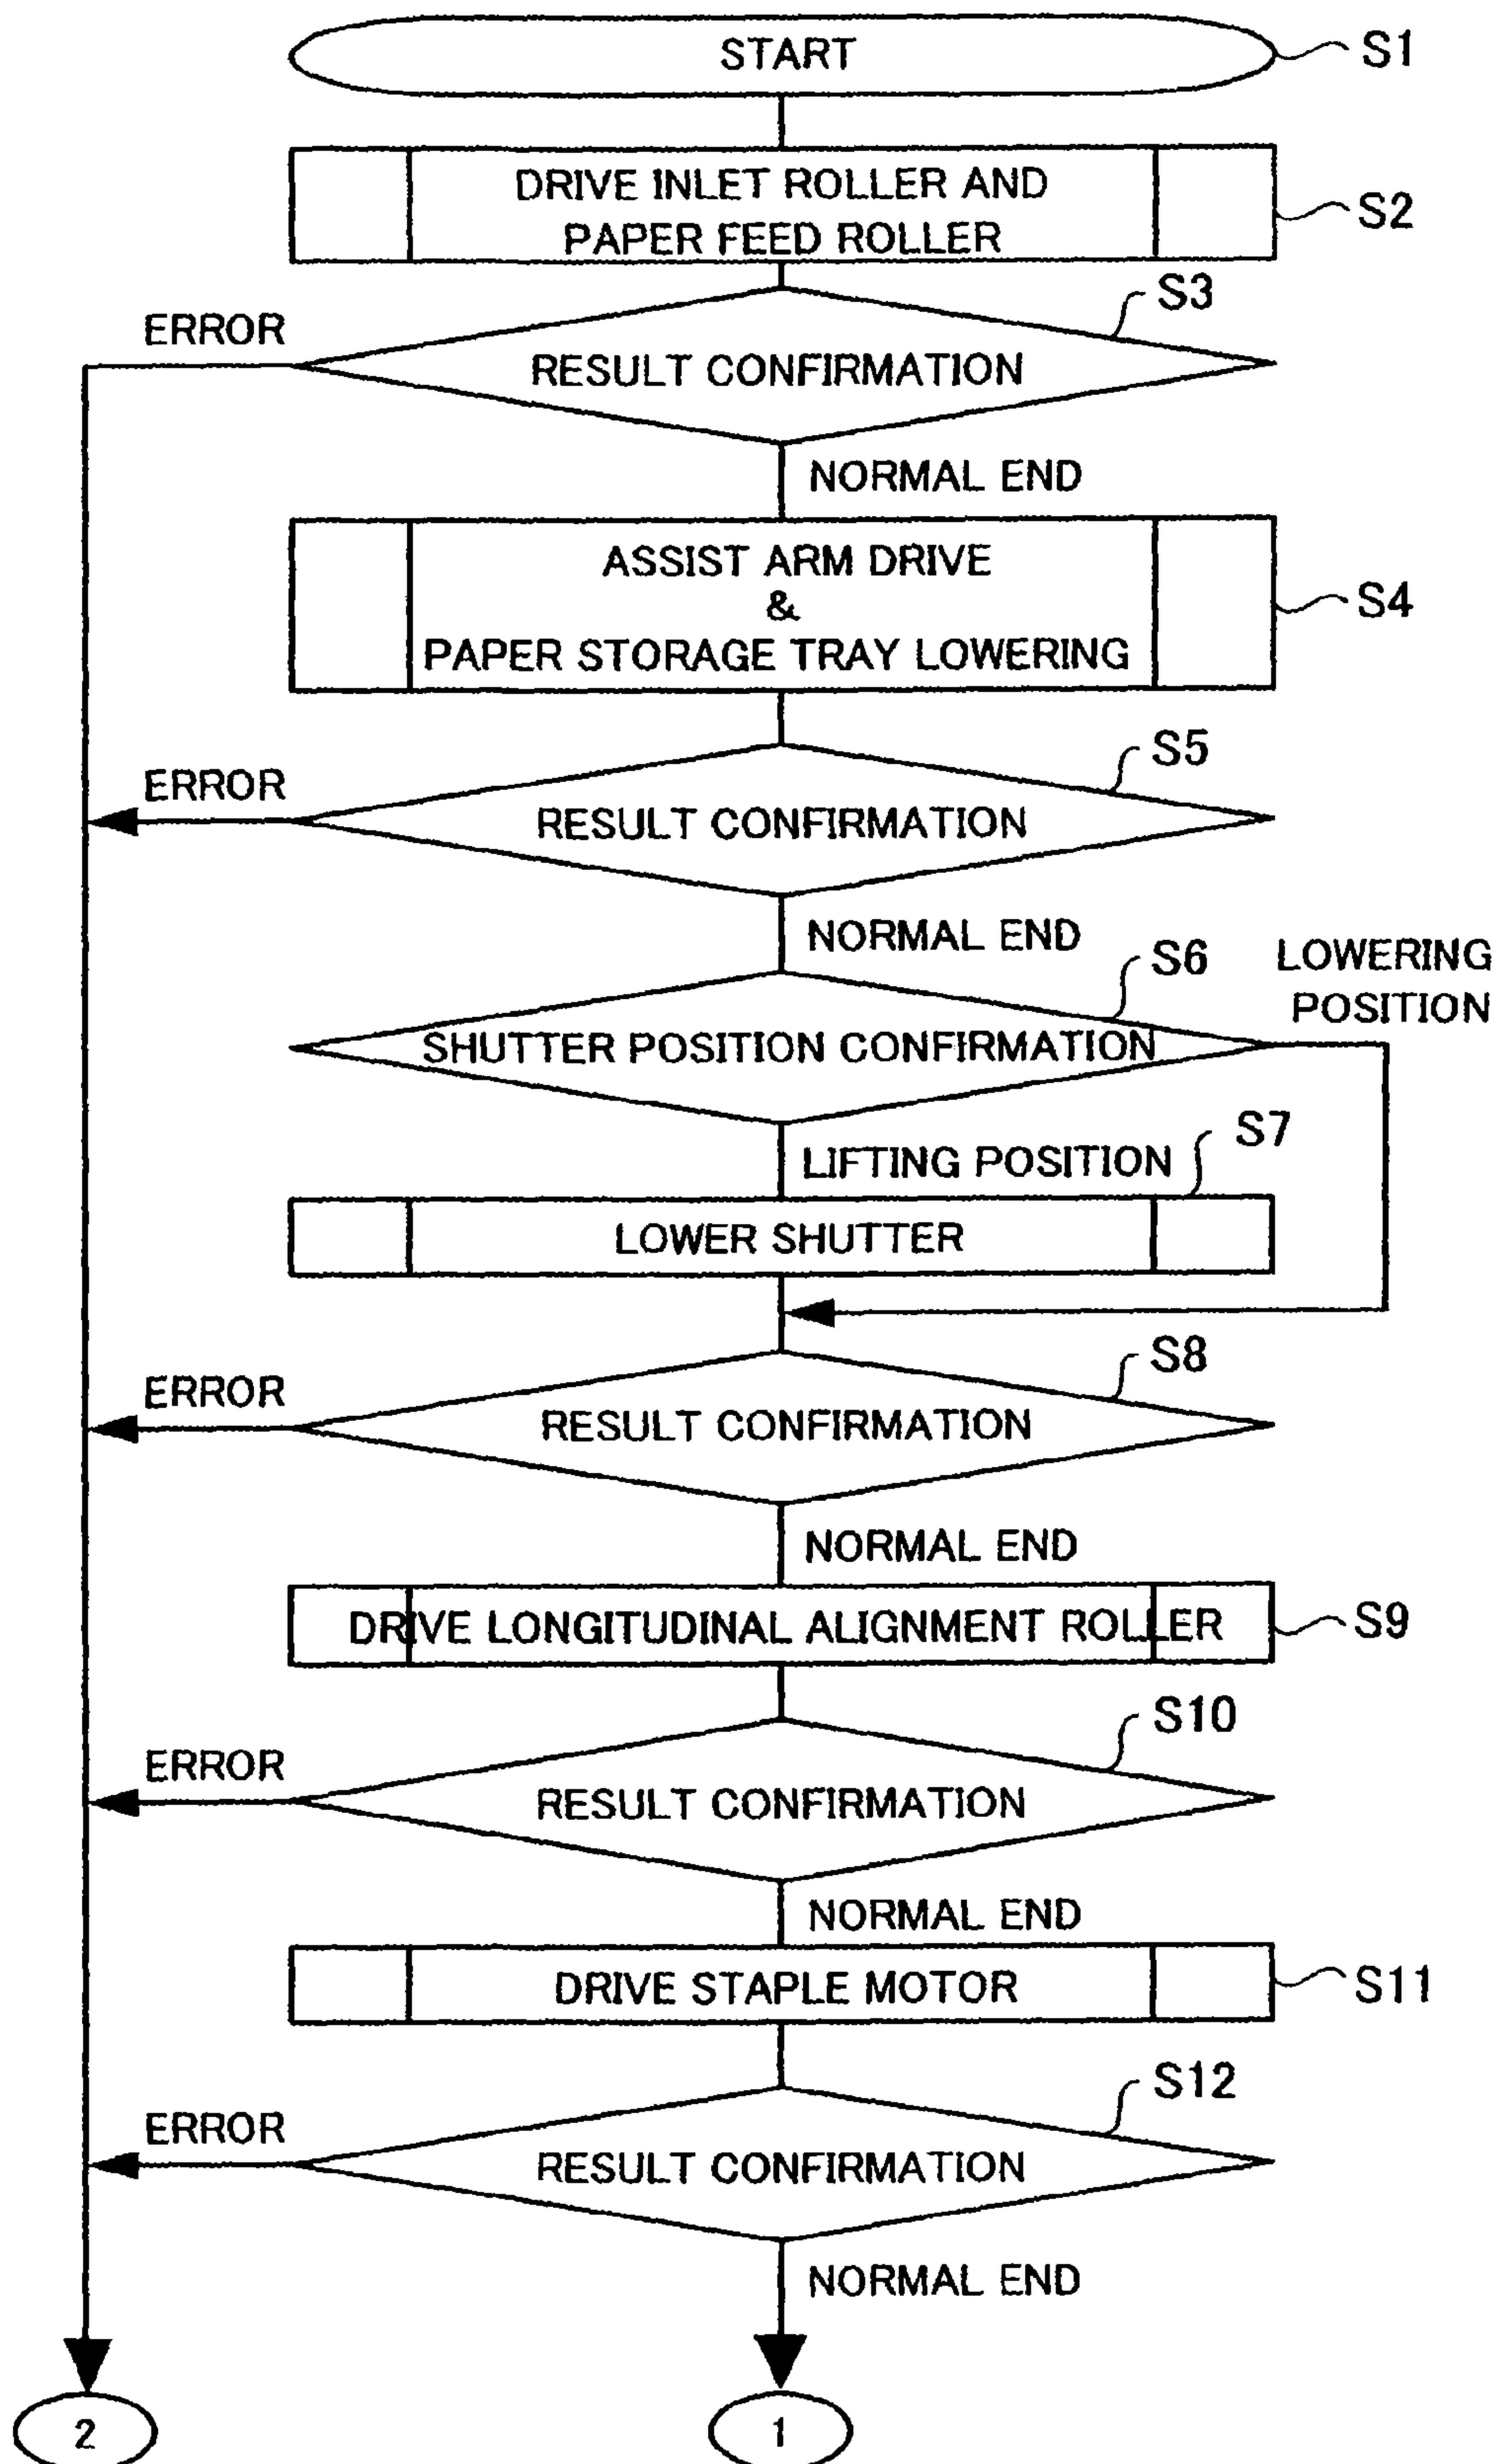 START
S1
DRIVE INLET ROLLER AND
PAPER FEED ROLLER
S2
S3
ERROR
RESULT CONFIRMATION
NORMAL END
ASSIST ARM DRIVE
&
PAPER STORAGE TRAY LOWERING
S4
S5
ERROR
RESULT CONFIRMATION
NORMAL END
S6
LOWERING
POSITION
SHUTTER POSITION CONFIRMATION
S7
LIFTING POSITION
LOWER SHUTTER
S8
ERROR
RESULT CONFIRMATION
NORMAL END
DRIVE LONGITUDINAL ALIGNMENT ROLLER
S9
S10
ERROR
RESULT CONFIRMATION
NORMAL END
DRIVE STAPLE MOTOR
S11
S12
ERROR
RESULT CONFIRMATION
NORMAL END
2
1